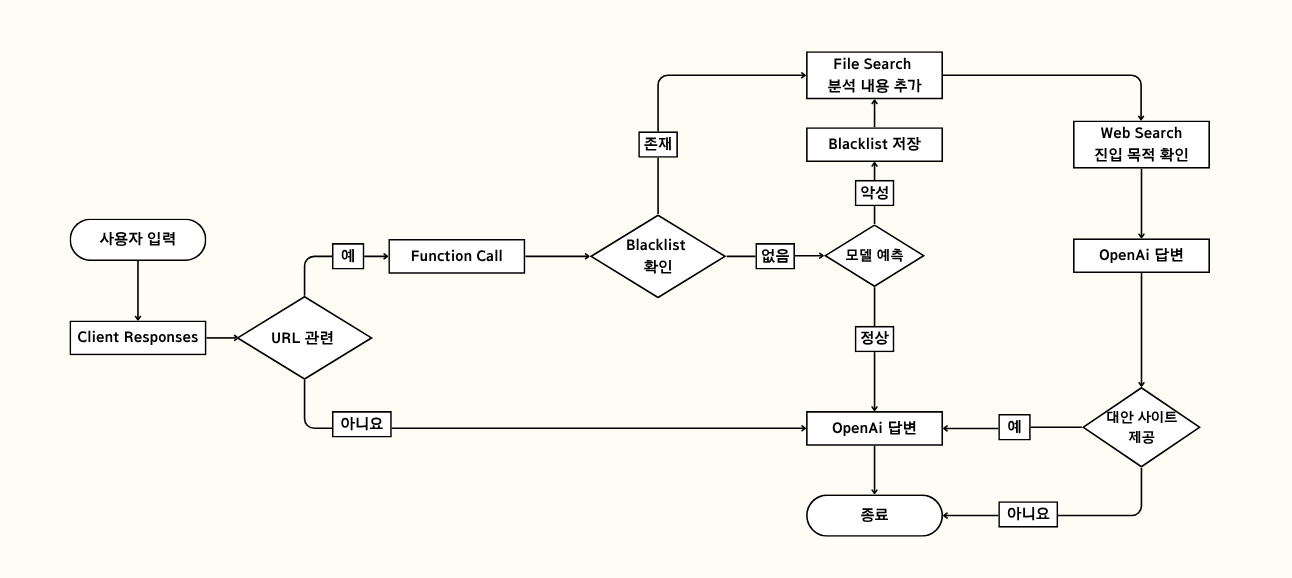 File Search
분석 내용 추가
Web Search
진입 목적 확인
존재
Blacklist 저장
악성
사용자 입력
예
Function Call
Blacklist
확인
없음
모델 예측
OpenAi 답변
Client Responses
URL 관련
정상
아니요
OpenAi 답변
예
대안 사이트
제공
종료
아니요